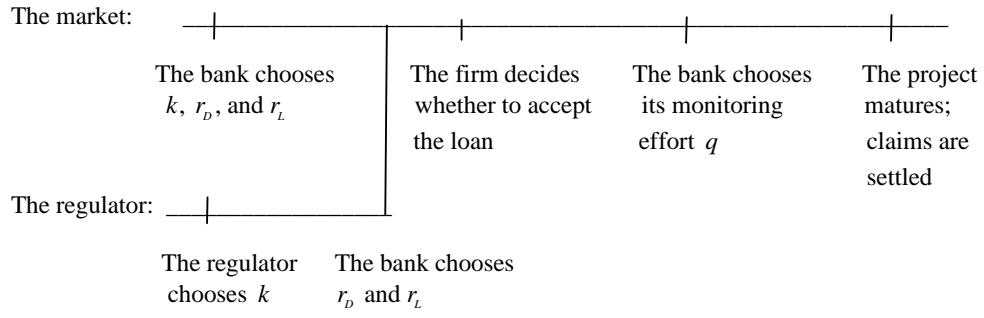 The market:
The bank chooses
k, r_D, and r_L
The firm decides
whether to accept
the loan
The bank chooses
its monitoring
effort q
The project
matures;
claims are
settled
The regulator:
The regulator
chooses k
The bank chooses
r_D and r_L